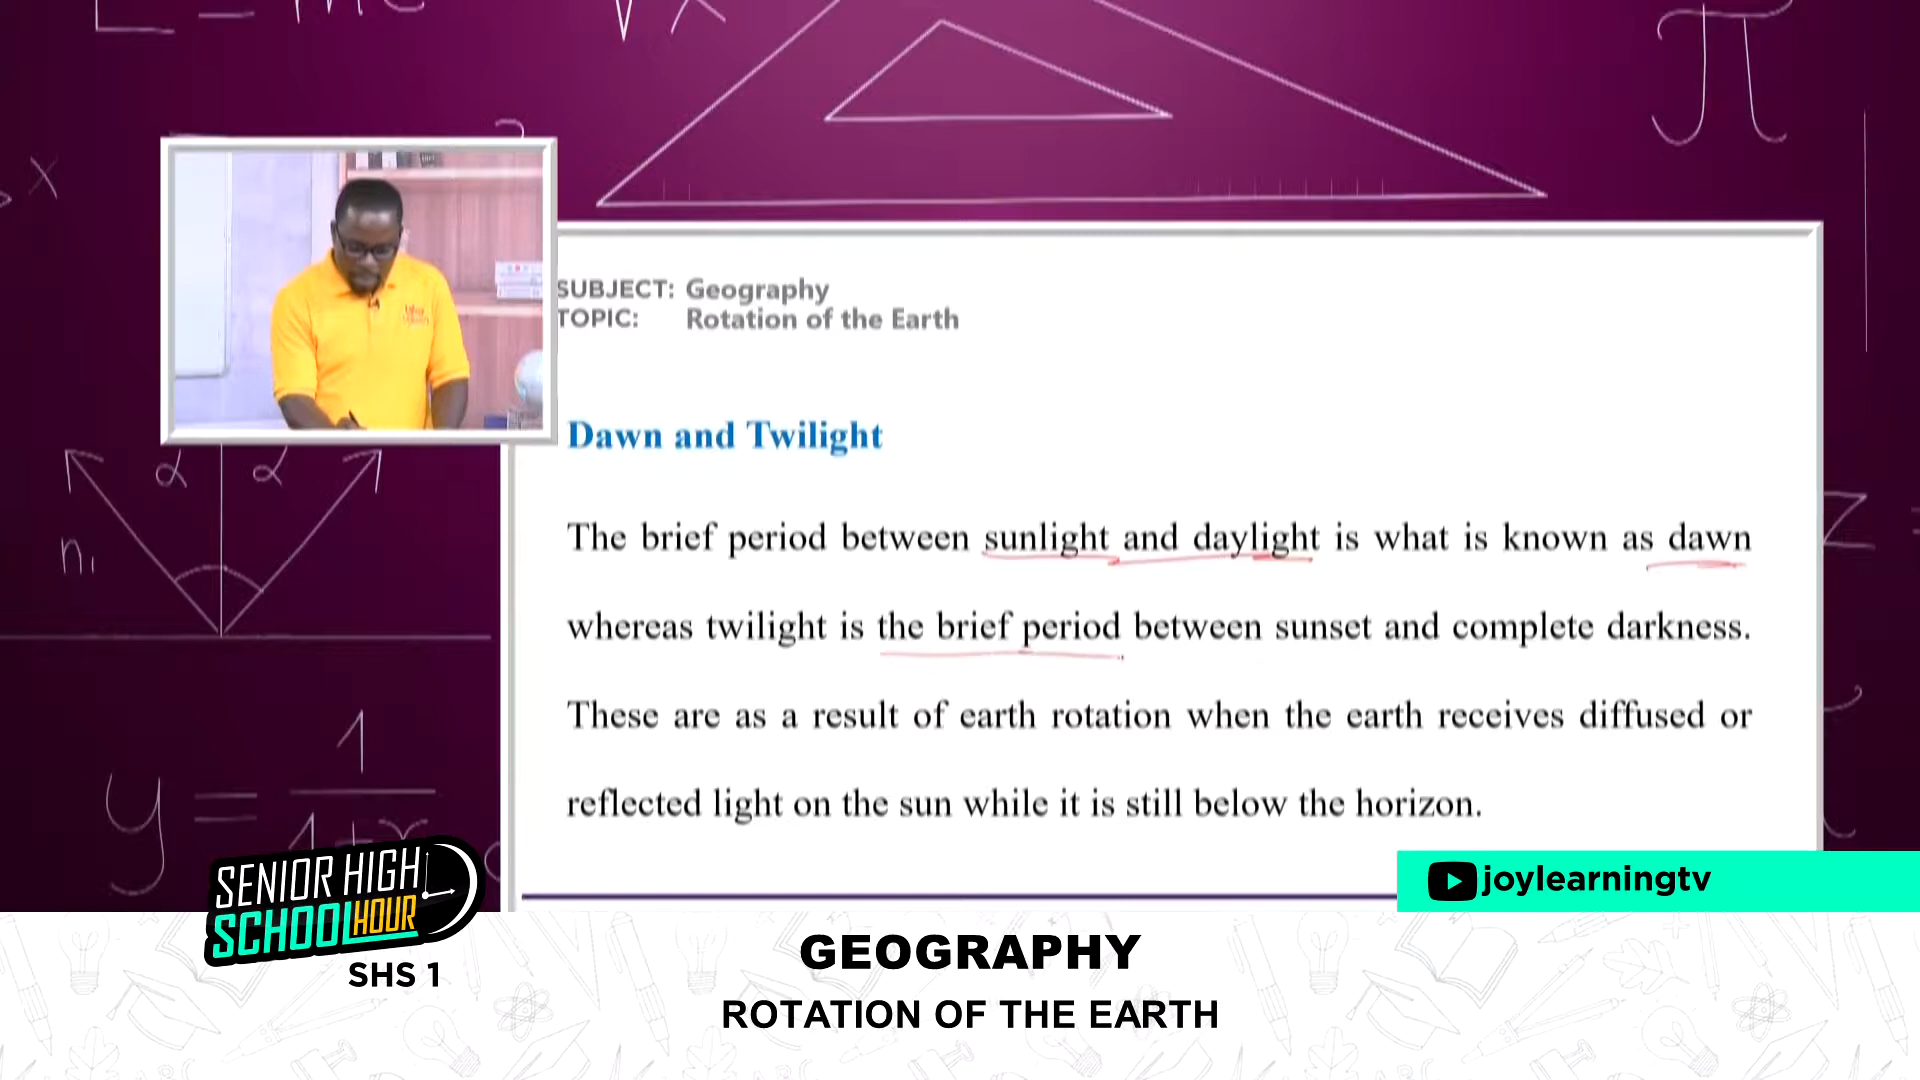 π
x
SUBJECT: Geography
TOPIC: Rotation of the Earth
Dawn and Twilight
The brief period between sunlight and daylight is what is known as dawn
whereas twilight is the brief period between sunset and complete darkness.
These are as a result of earth rotation when the earth receives diffused or
reflected light on the sun while it is still below the horizon.
α α
n₁
joylearningtv
SENIOR HIGH
SCHOOL HOUR
SHS 1
GEOGRAPHY
ROTATION OF THE EARTH